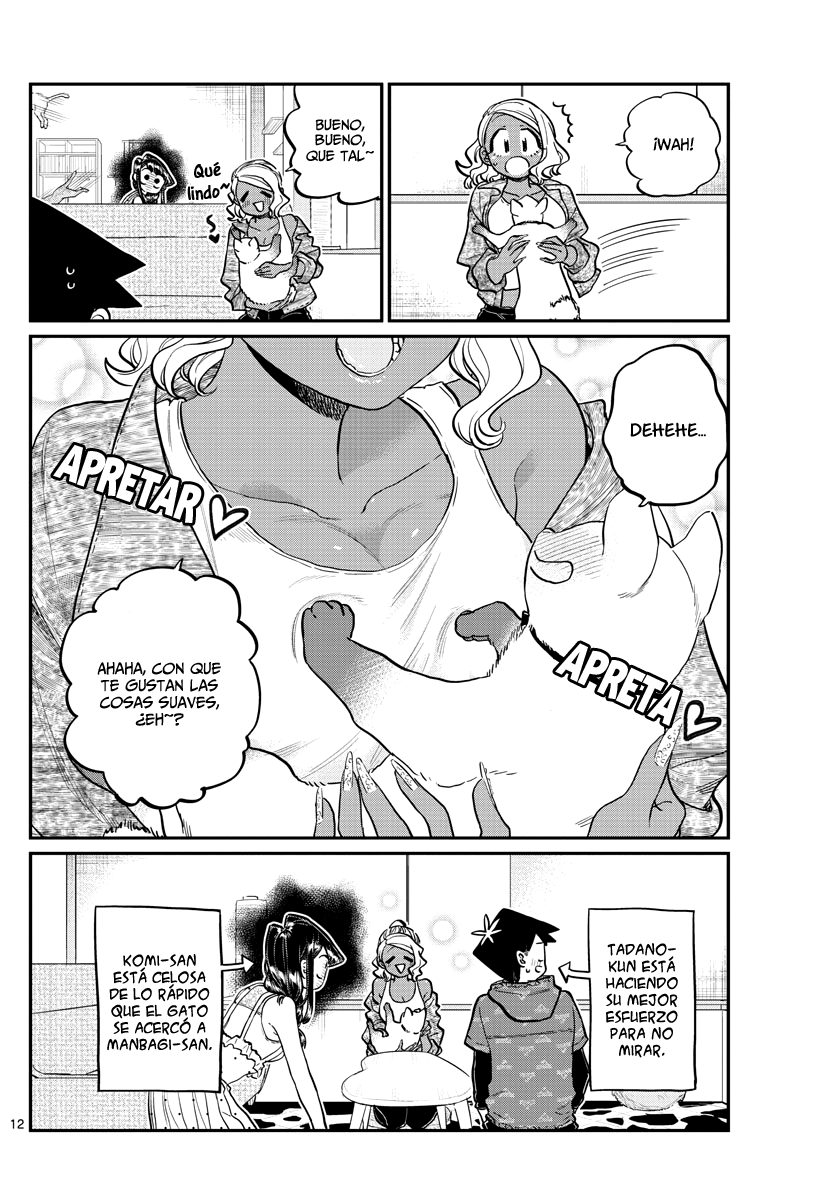 ¡WAH!
BUENO,
BUENO,
QUE TAL~
Qué
lindo~
DEHEHE...
APRETAR
APRETA
AHAHA, CON QUE
TE GUSTAN LAS
COSAS SUAVES,
¿EH~?
TADANO-
KUN ESTÁ
HACIENDO
SU MEJOR
ESFUERZO
PARA NO
MIRAR.
KOMI-SAN
ESTÁ CELOSA
DE LO RÁPIDO
QUE EL GATO
SE ACERCÓ A
MANBAGI-SAN.
12